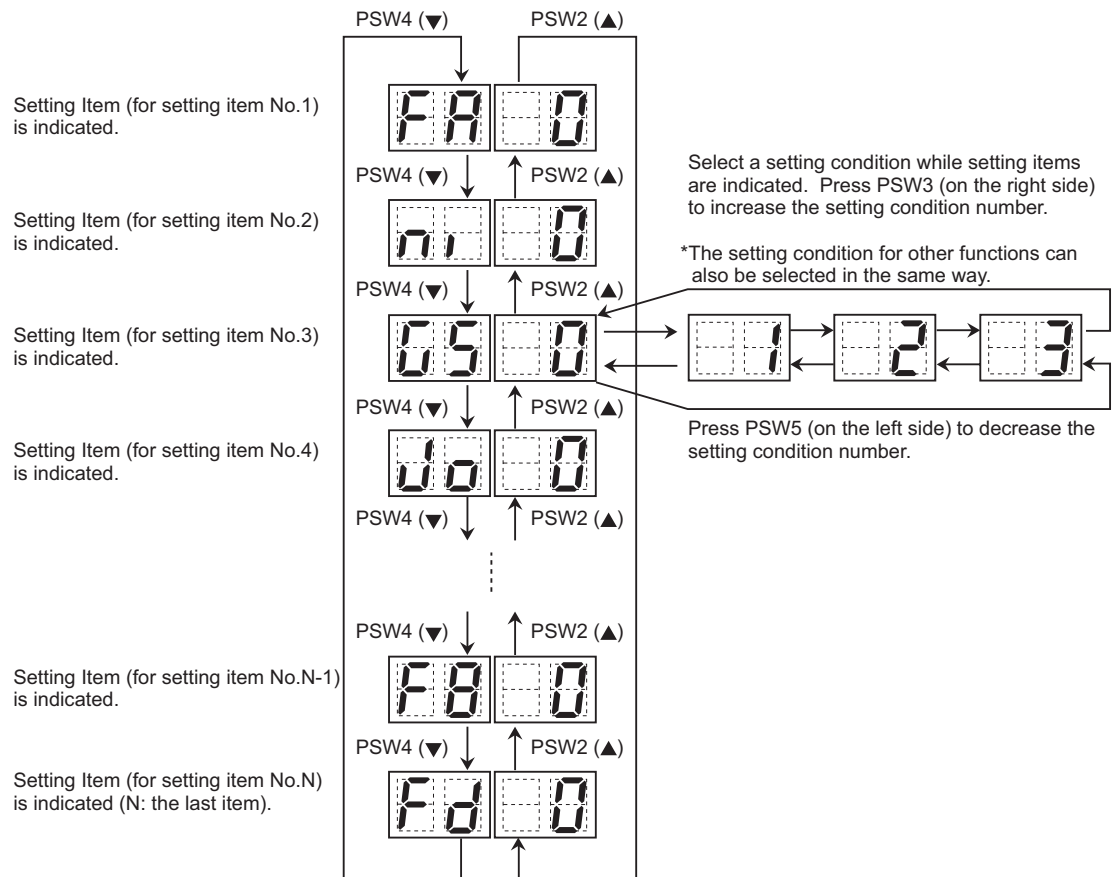 PSW4 (▼) PSW2 (▲)
Setting Item (for setting item No.1)
is indicated.
FA 0
PSW4 (▼) PSW2 (▲)
Select a setting condition while setting items
are indicated. Press PSW3 (on the right side)
to increase the setting condition number.
Setting Item (for setting item No.2)
is indicated.
ni 0
*The setting condition for other functions can
also be selected in the same way.
PSW4 (▼) PSW2 (▲)
Setting Item (for setting item No.3)
is indicated.
GS 0 1 2 3
PSW4 (▼) PSW2 (▲)
Press PSW5 (on the left side) to decrease the
setting condition number.
Setting Item (for setting item No.4)
is indicated.
Jo 0
PSW4 (▼) PSW2 (▲)
PSW4 (▼) PSW2 (▲)
Setting Item (for setting item No.N-1)
is indicated.
F8 0
PSW4 (▼) PSW2 (▲)
Setting Item (for setting item No.N)
is indicated (N: the last item).
Fd 0